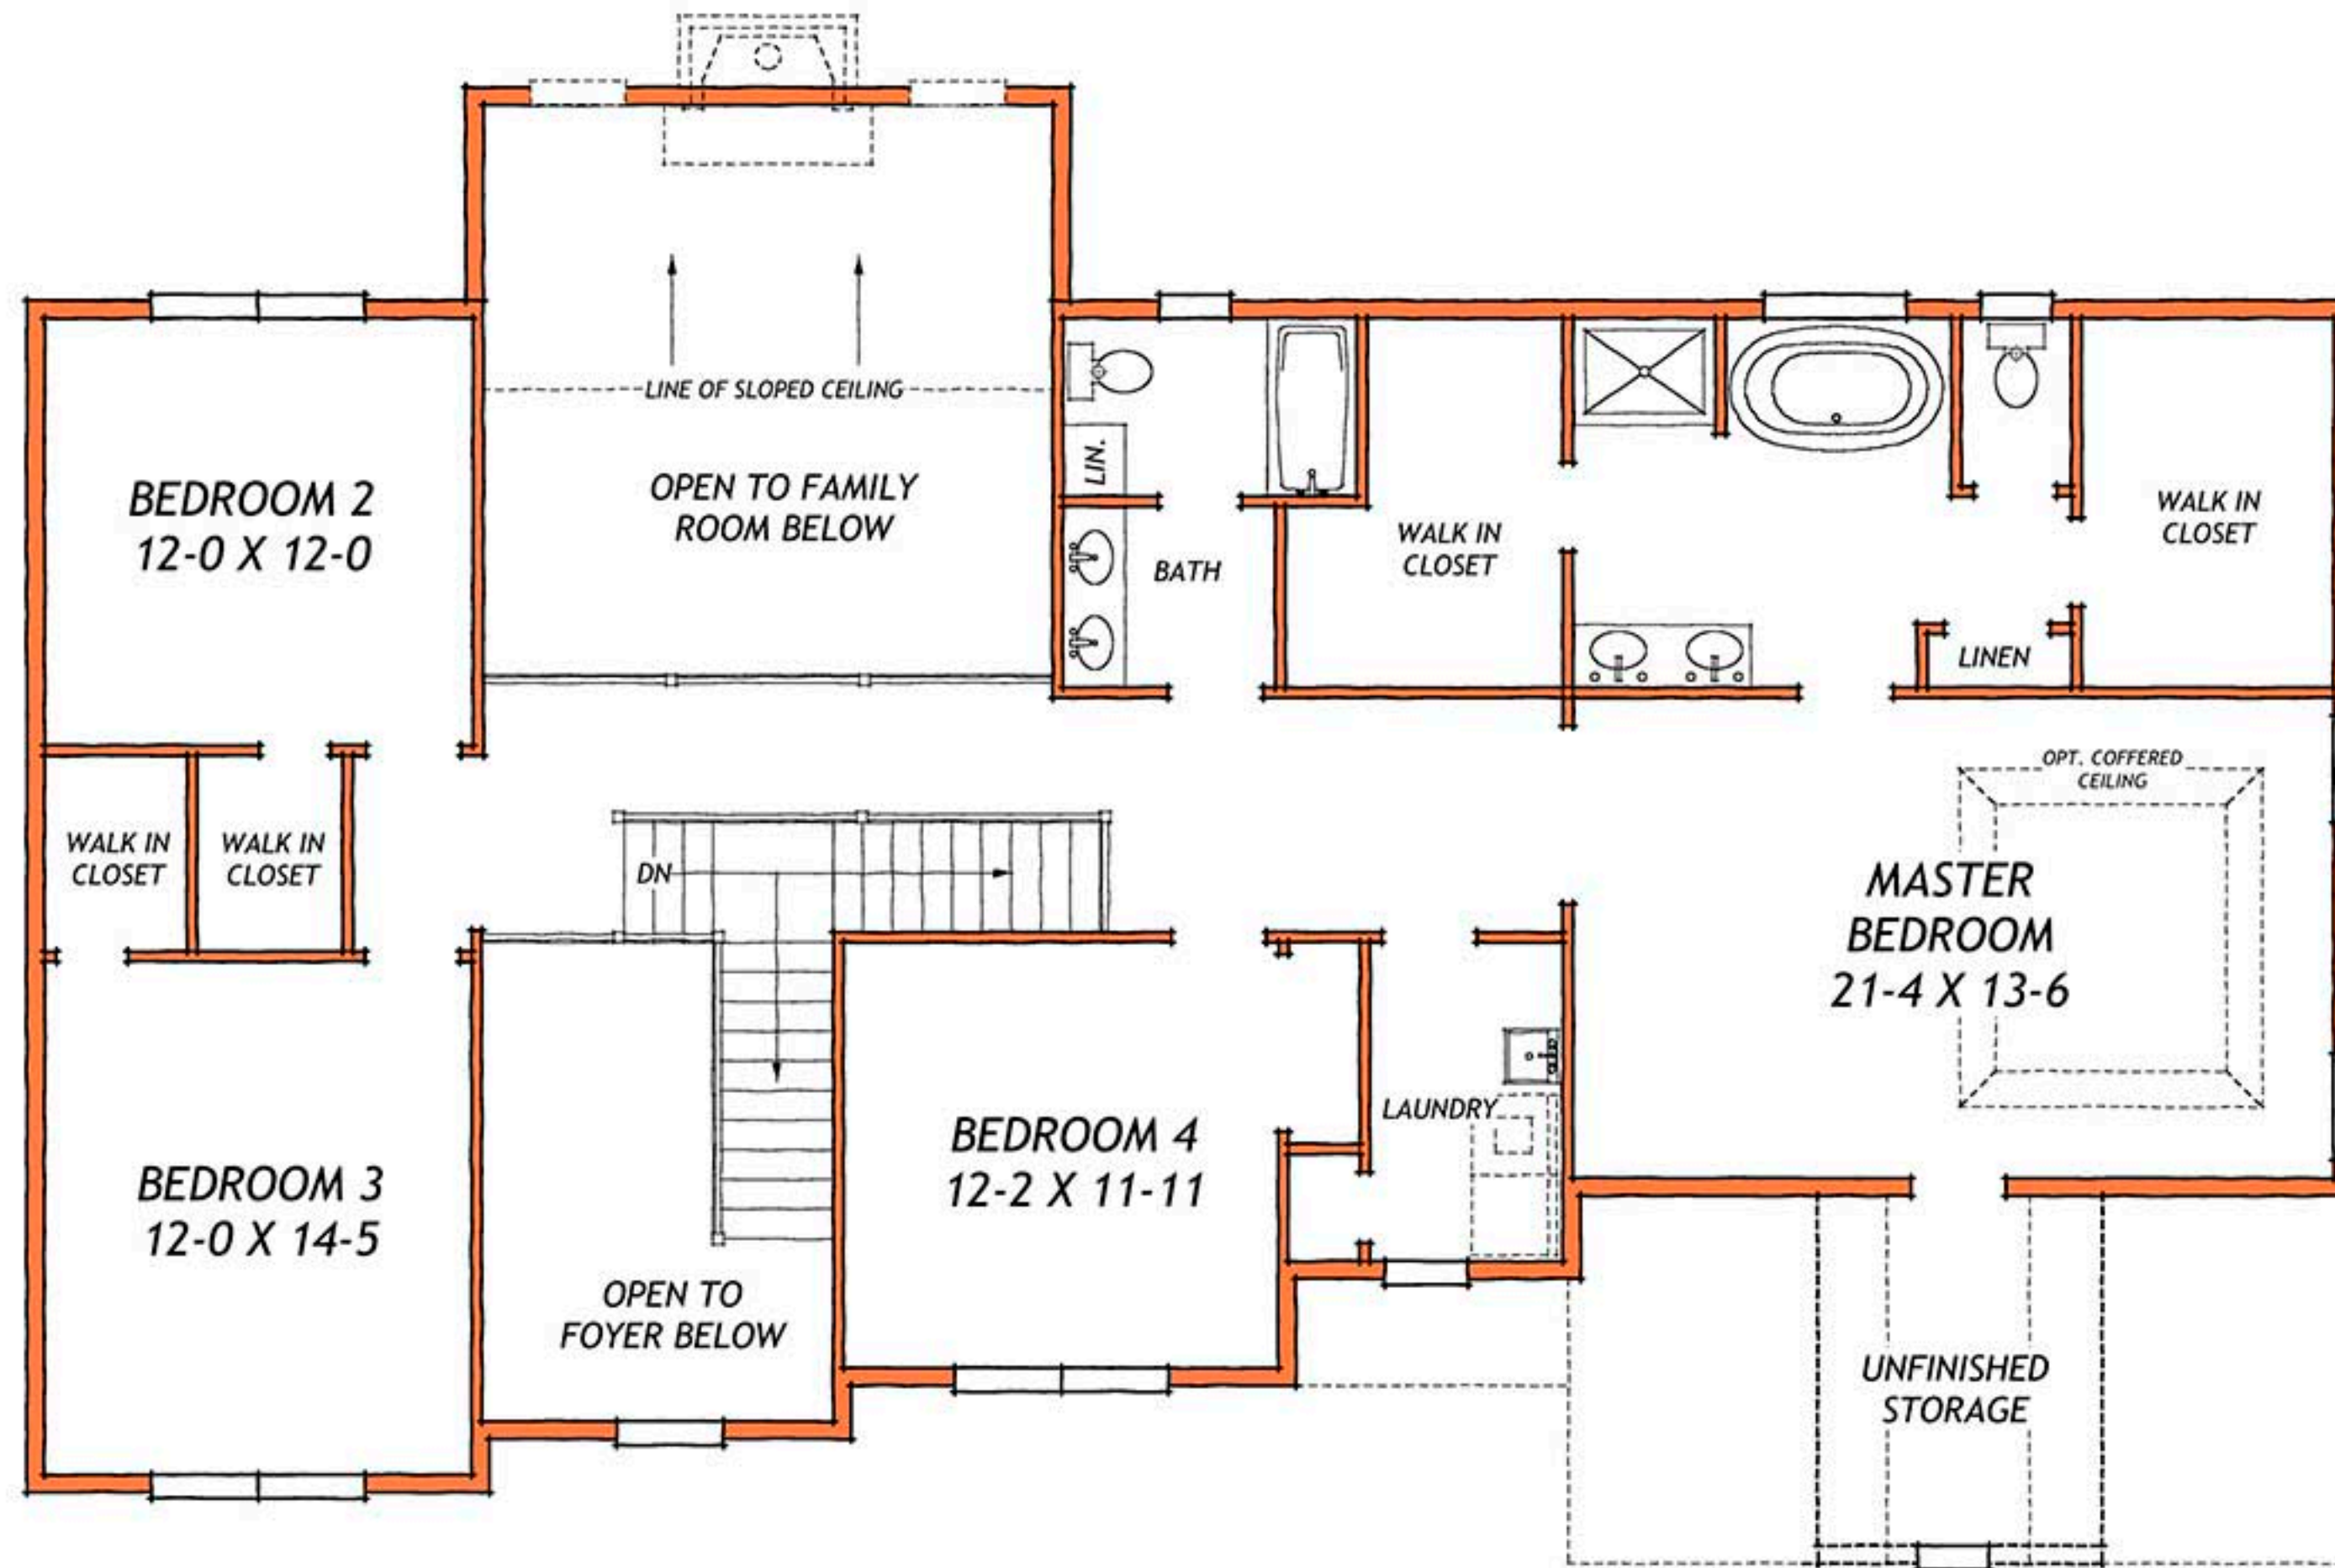 LINE OF SLOPED CEILING
BEDROOM 2
12-0 X 12-0
OPEN TO FAMILY
ROOM BELOW
LIN.
BATH
WALK IN
CLOSET
WALK IN
CLOSET
LINEN
WALK IN
CLOSET
WALK IN
CLOSET
DN
OPT. COFFERED
CEILING
MASTER
BEDROOM
21-4 X 13-6
BEDROOM 3
12-0 X 14-5
OPEN TO
FOYER BELOW
BEDROOM 4
12-2 X 11-11
LAUNDRY
UNFINISHED
STORAGE